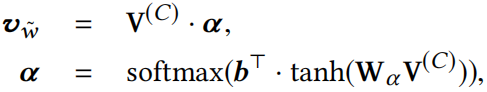 𝒗_w̃ = V^(C) · 𝜶,
𝜶 = softmax(𝒃^⊤ · tanh(W_α V^(C))),